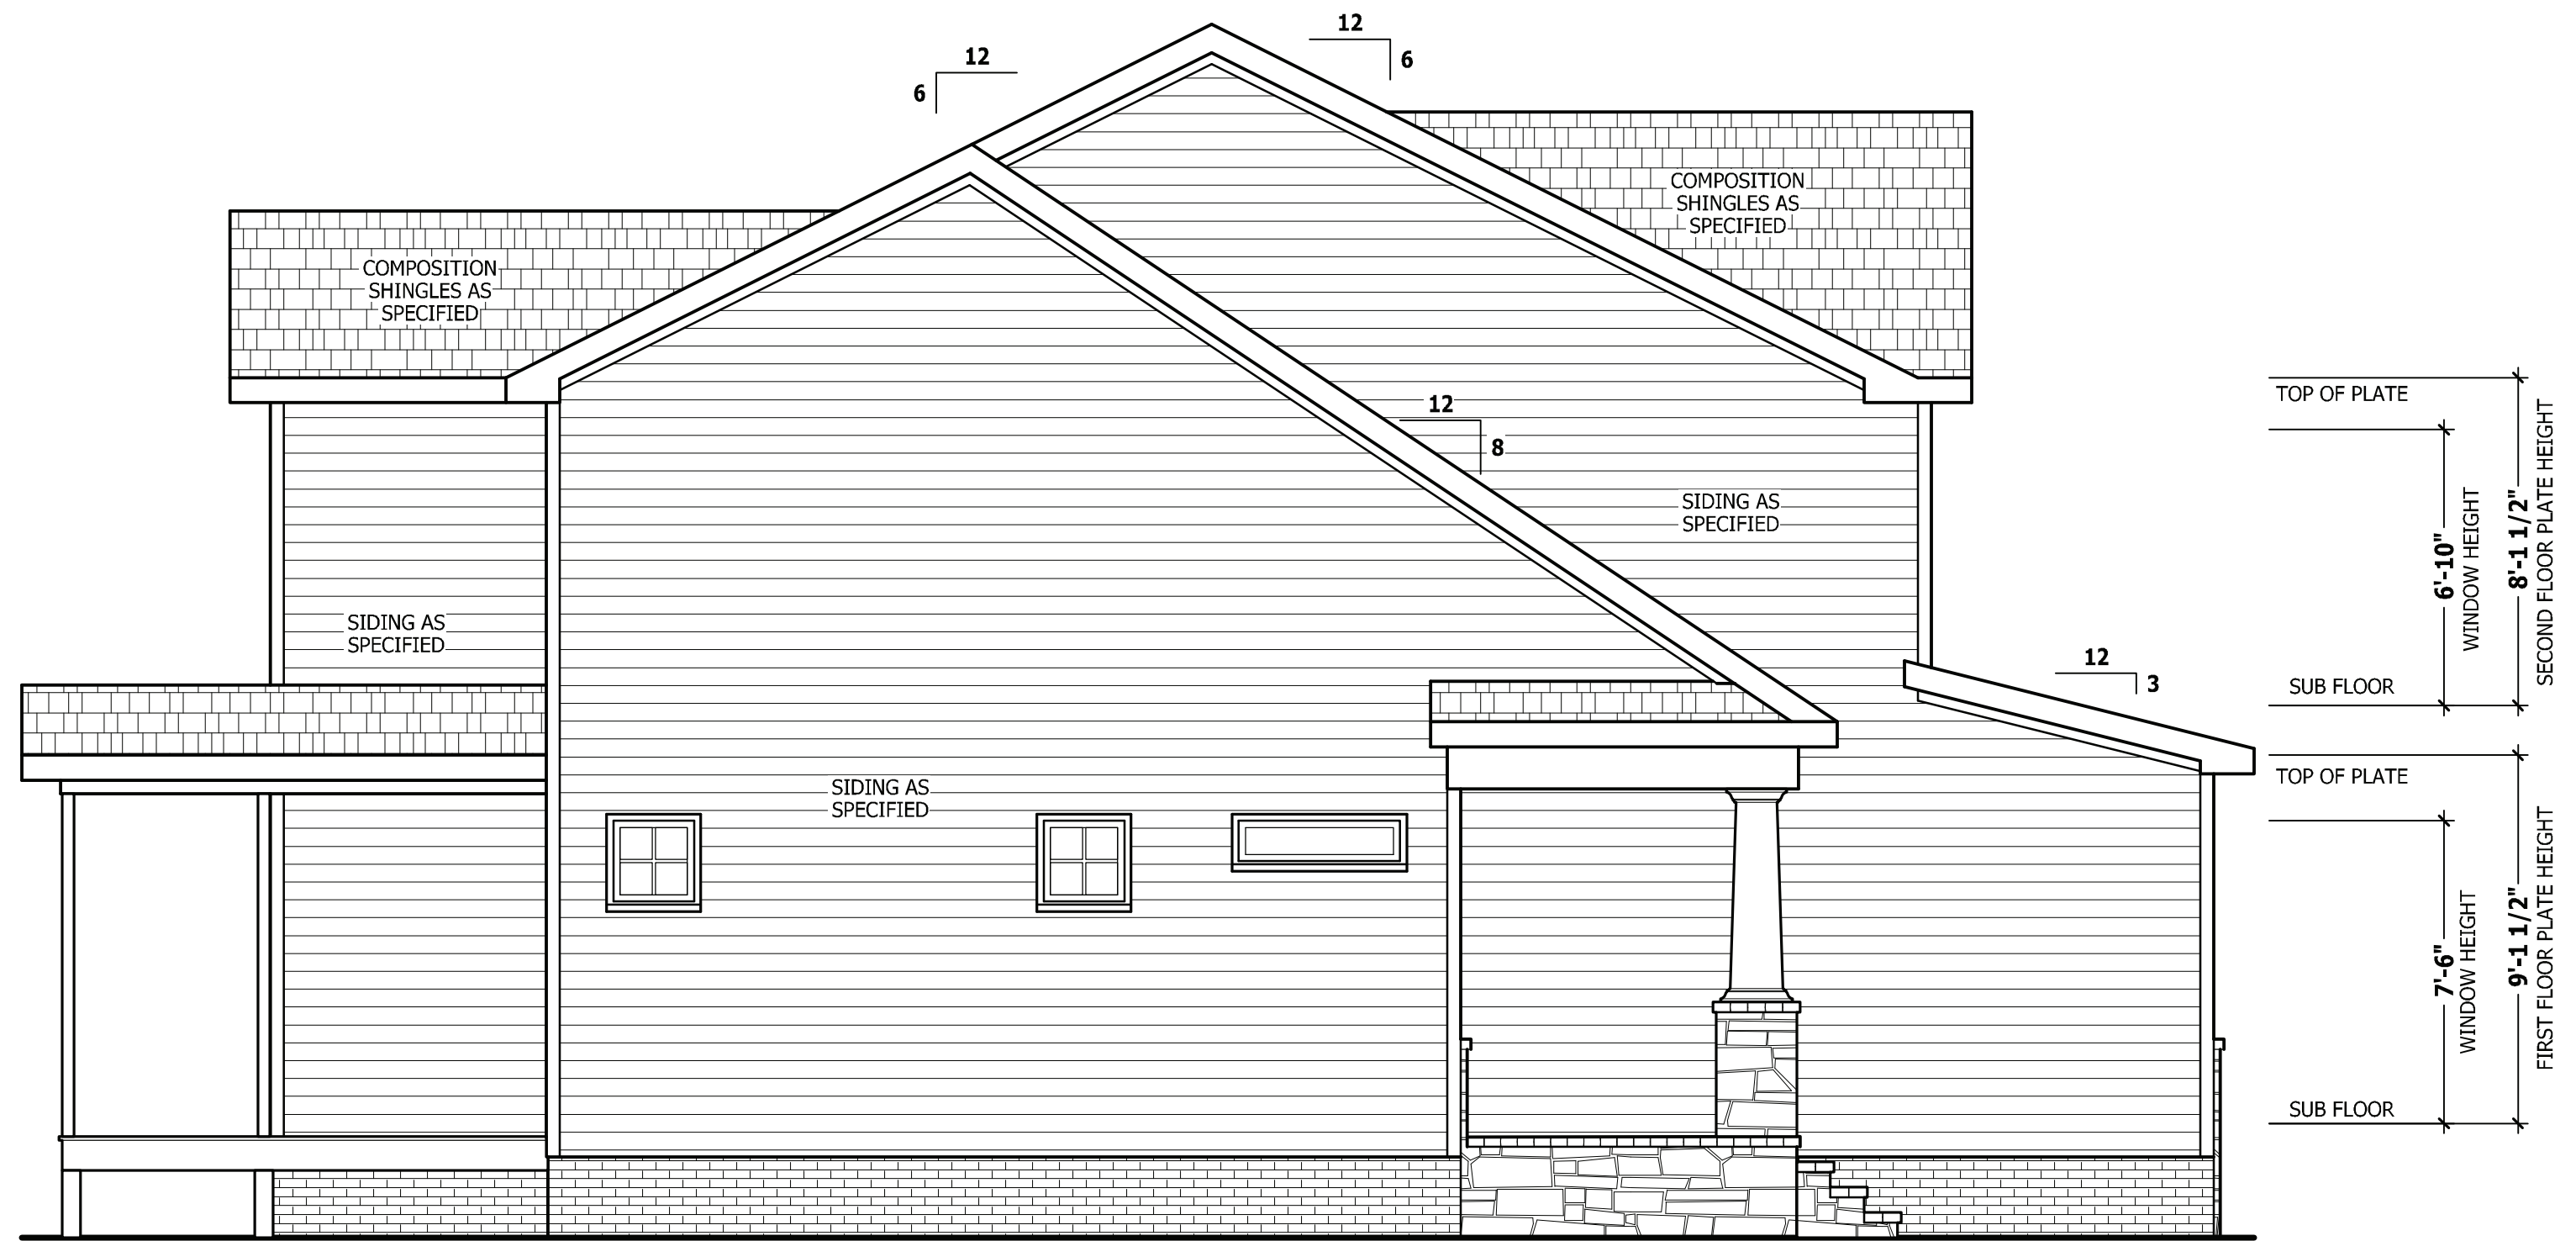 12
6
12
6
COMPOSITION
SHINGLES AS
SPECIFIED
COMPOSITION
SHINGLES AS
SPECIFIED
12
8
SIDING AS
SPECIFIED
SIDING AS
SPECIFIED
12
3
SIDING AS
SPECIFIED
TOP OF PLATE
6'-10"
WINDOW HEIGHT
8'-1 1/2"
SECOND FLOOR PLATE HEIGHT
SUB FLOOR
TOP OF PLATE
7'-6"
WINDOW HEIGHT
9'-1 1/2"
FIRST FLOOR PLATE HEIGHT
SUB FLOOR